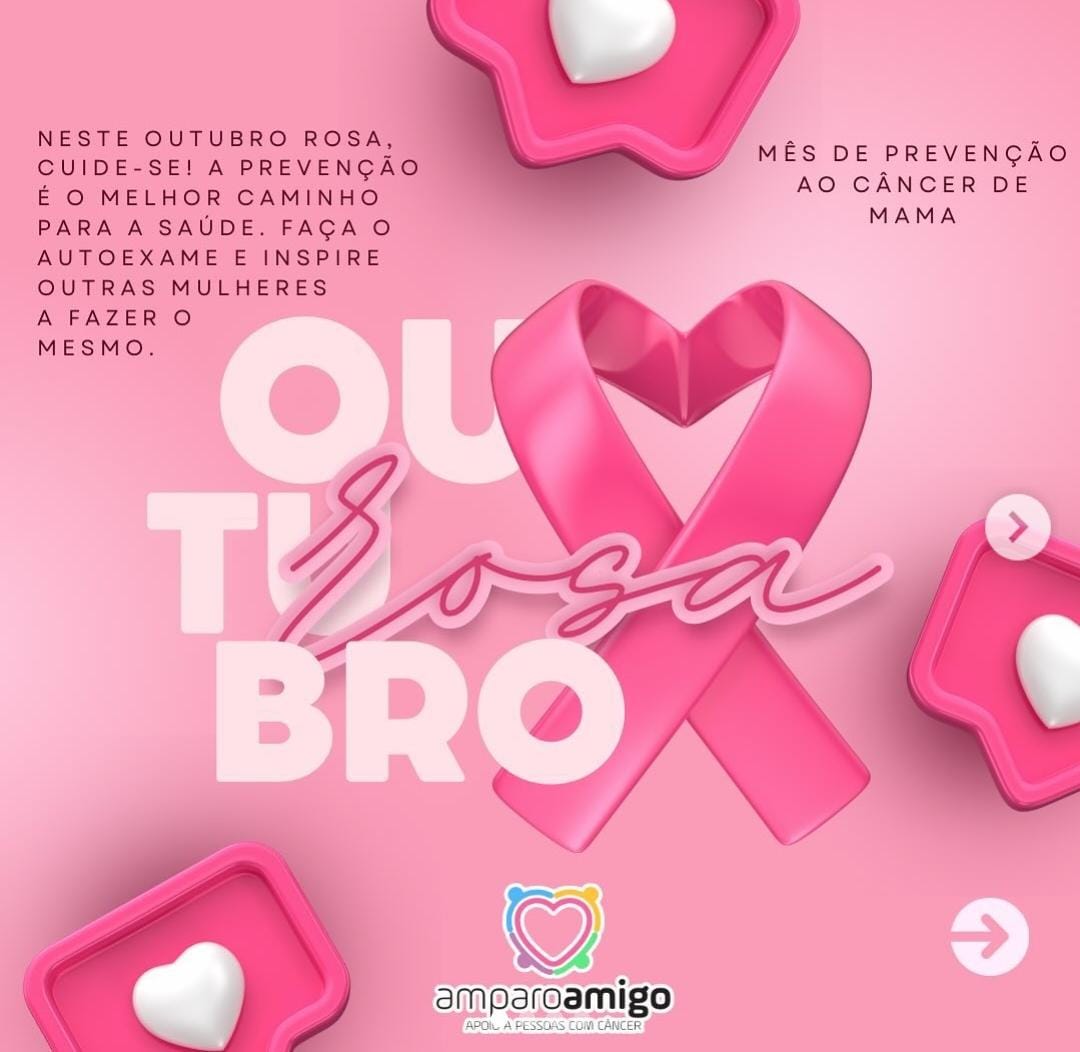 NESTE OUTUBRO ROSA,
CUIDE-SE! A PREVENÇÃO
É O MELHOR CAMINHO
PARA A SAÚDE. FAÇA O
AUTOEXAME E INSPIRE
OUTRAS MULHERES
A FAZER O
MESMO.
MÊS DE PREVENÇÃO
AO CÂNCER DE
MAMA
OU
TU
BRO
Rosa
amparoamigo
APOIO A PESSOAS COM CÂNCER